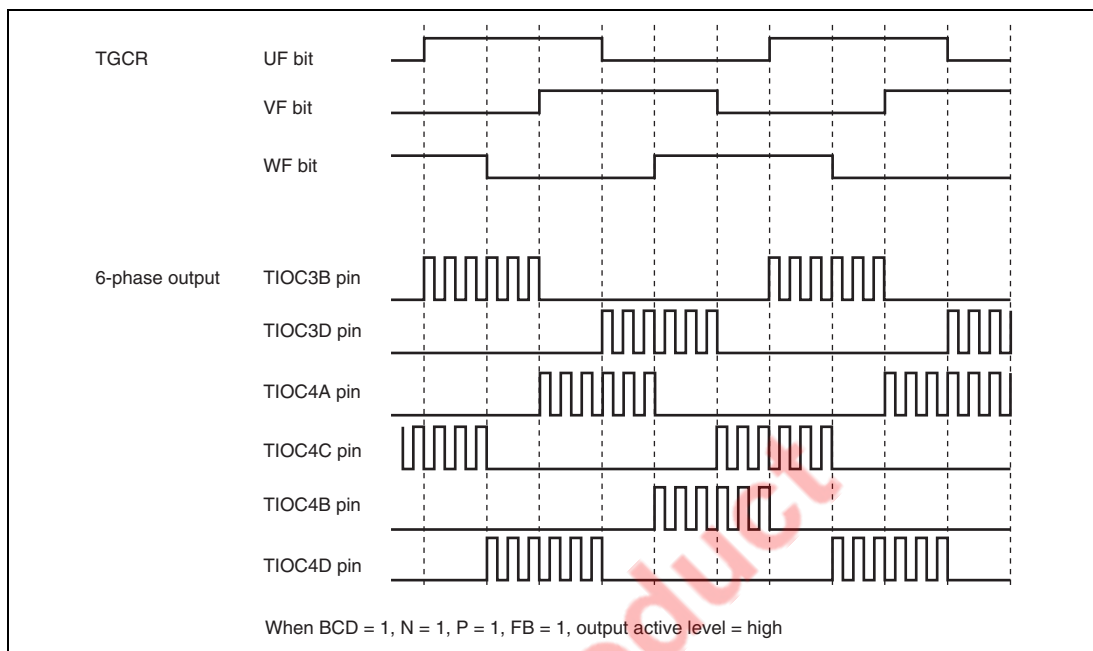 TGCR UF bit
VF bit
WF bit
6-phase output TIOC3B pin
TIOC3D pin
TIOC4A pin
TIOC4C pin
TIOC4B pin
TIOC4D pin
When BCD = 1, N = 1, P = 1, FB = 1, output active level = high